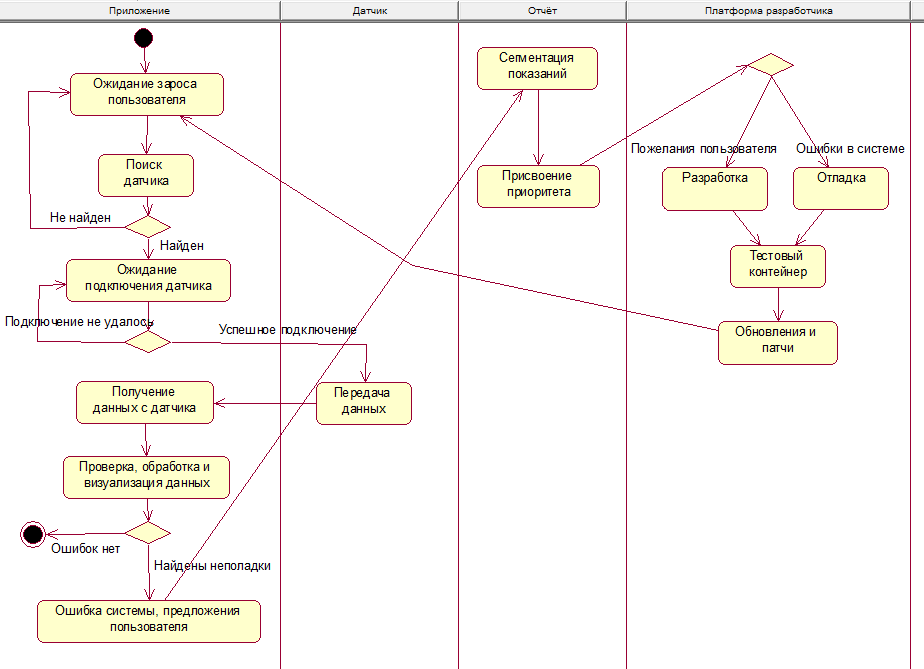 Приложение
Датчик
Отчёт
Платформа разработчика
Ожидание зароса
пользователя
Поиск
датчика
Не найден
Найден
Ожидание
подключения датчика
Подключение не удалось
Успешное подключение
Получение
данных с датчика
Передача
данных
Проверка, обработка и
визуализация данных
Ошибок нет
Найдены неполадки
Ошибка системы, предложения
пользователя
Сегментация
показаний
Присвоение
приоритета
Пожелания пользователя
Ошибки в системе
Разработка
Отладка
Тестовый
контейнер
Обновления и
патчи